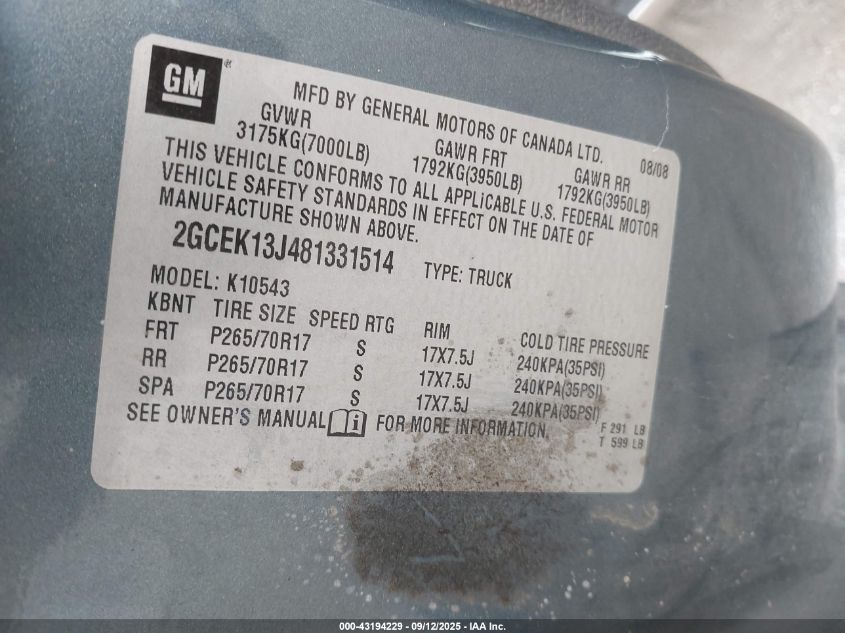 GM
MFD BY GENERAL MOTORS OF CANADA LTD. 08/08
GVWR GAWR FRT GAWR RR
3175KG(7000LB) 1792KG(3950LB) 1792KG(3950LB)
THIS VEHICLE CONFORMS TO ALL APPLICABLE U.S. FEDERAL MOTOR
VEHICLE SAFETY STANDARDS IN EFFECT ON THE DATE OF
MANUFACTURE SHOWN ABOVE.
2GCEK13J481331514 TYPE: TRUCK
MODEL: K10543
KBNT TIRE SIZE SPEED RTG RIM COLD TIRE PRESSURE
FRT P265/70R17 S 17X7.5J 240KPA(35PSI)
RR P265/70R17 S 17X7.5J 240KPA(35PSI)
SPA P265/70R17 S 17X7.5J 240KPA(35PSI)
SEE OWNER'S MANUAL i FOR MORE INFORMATION.
F 291 LB
T 599 LB
000-43194229 - 09/12/2025 - IAA Inc.